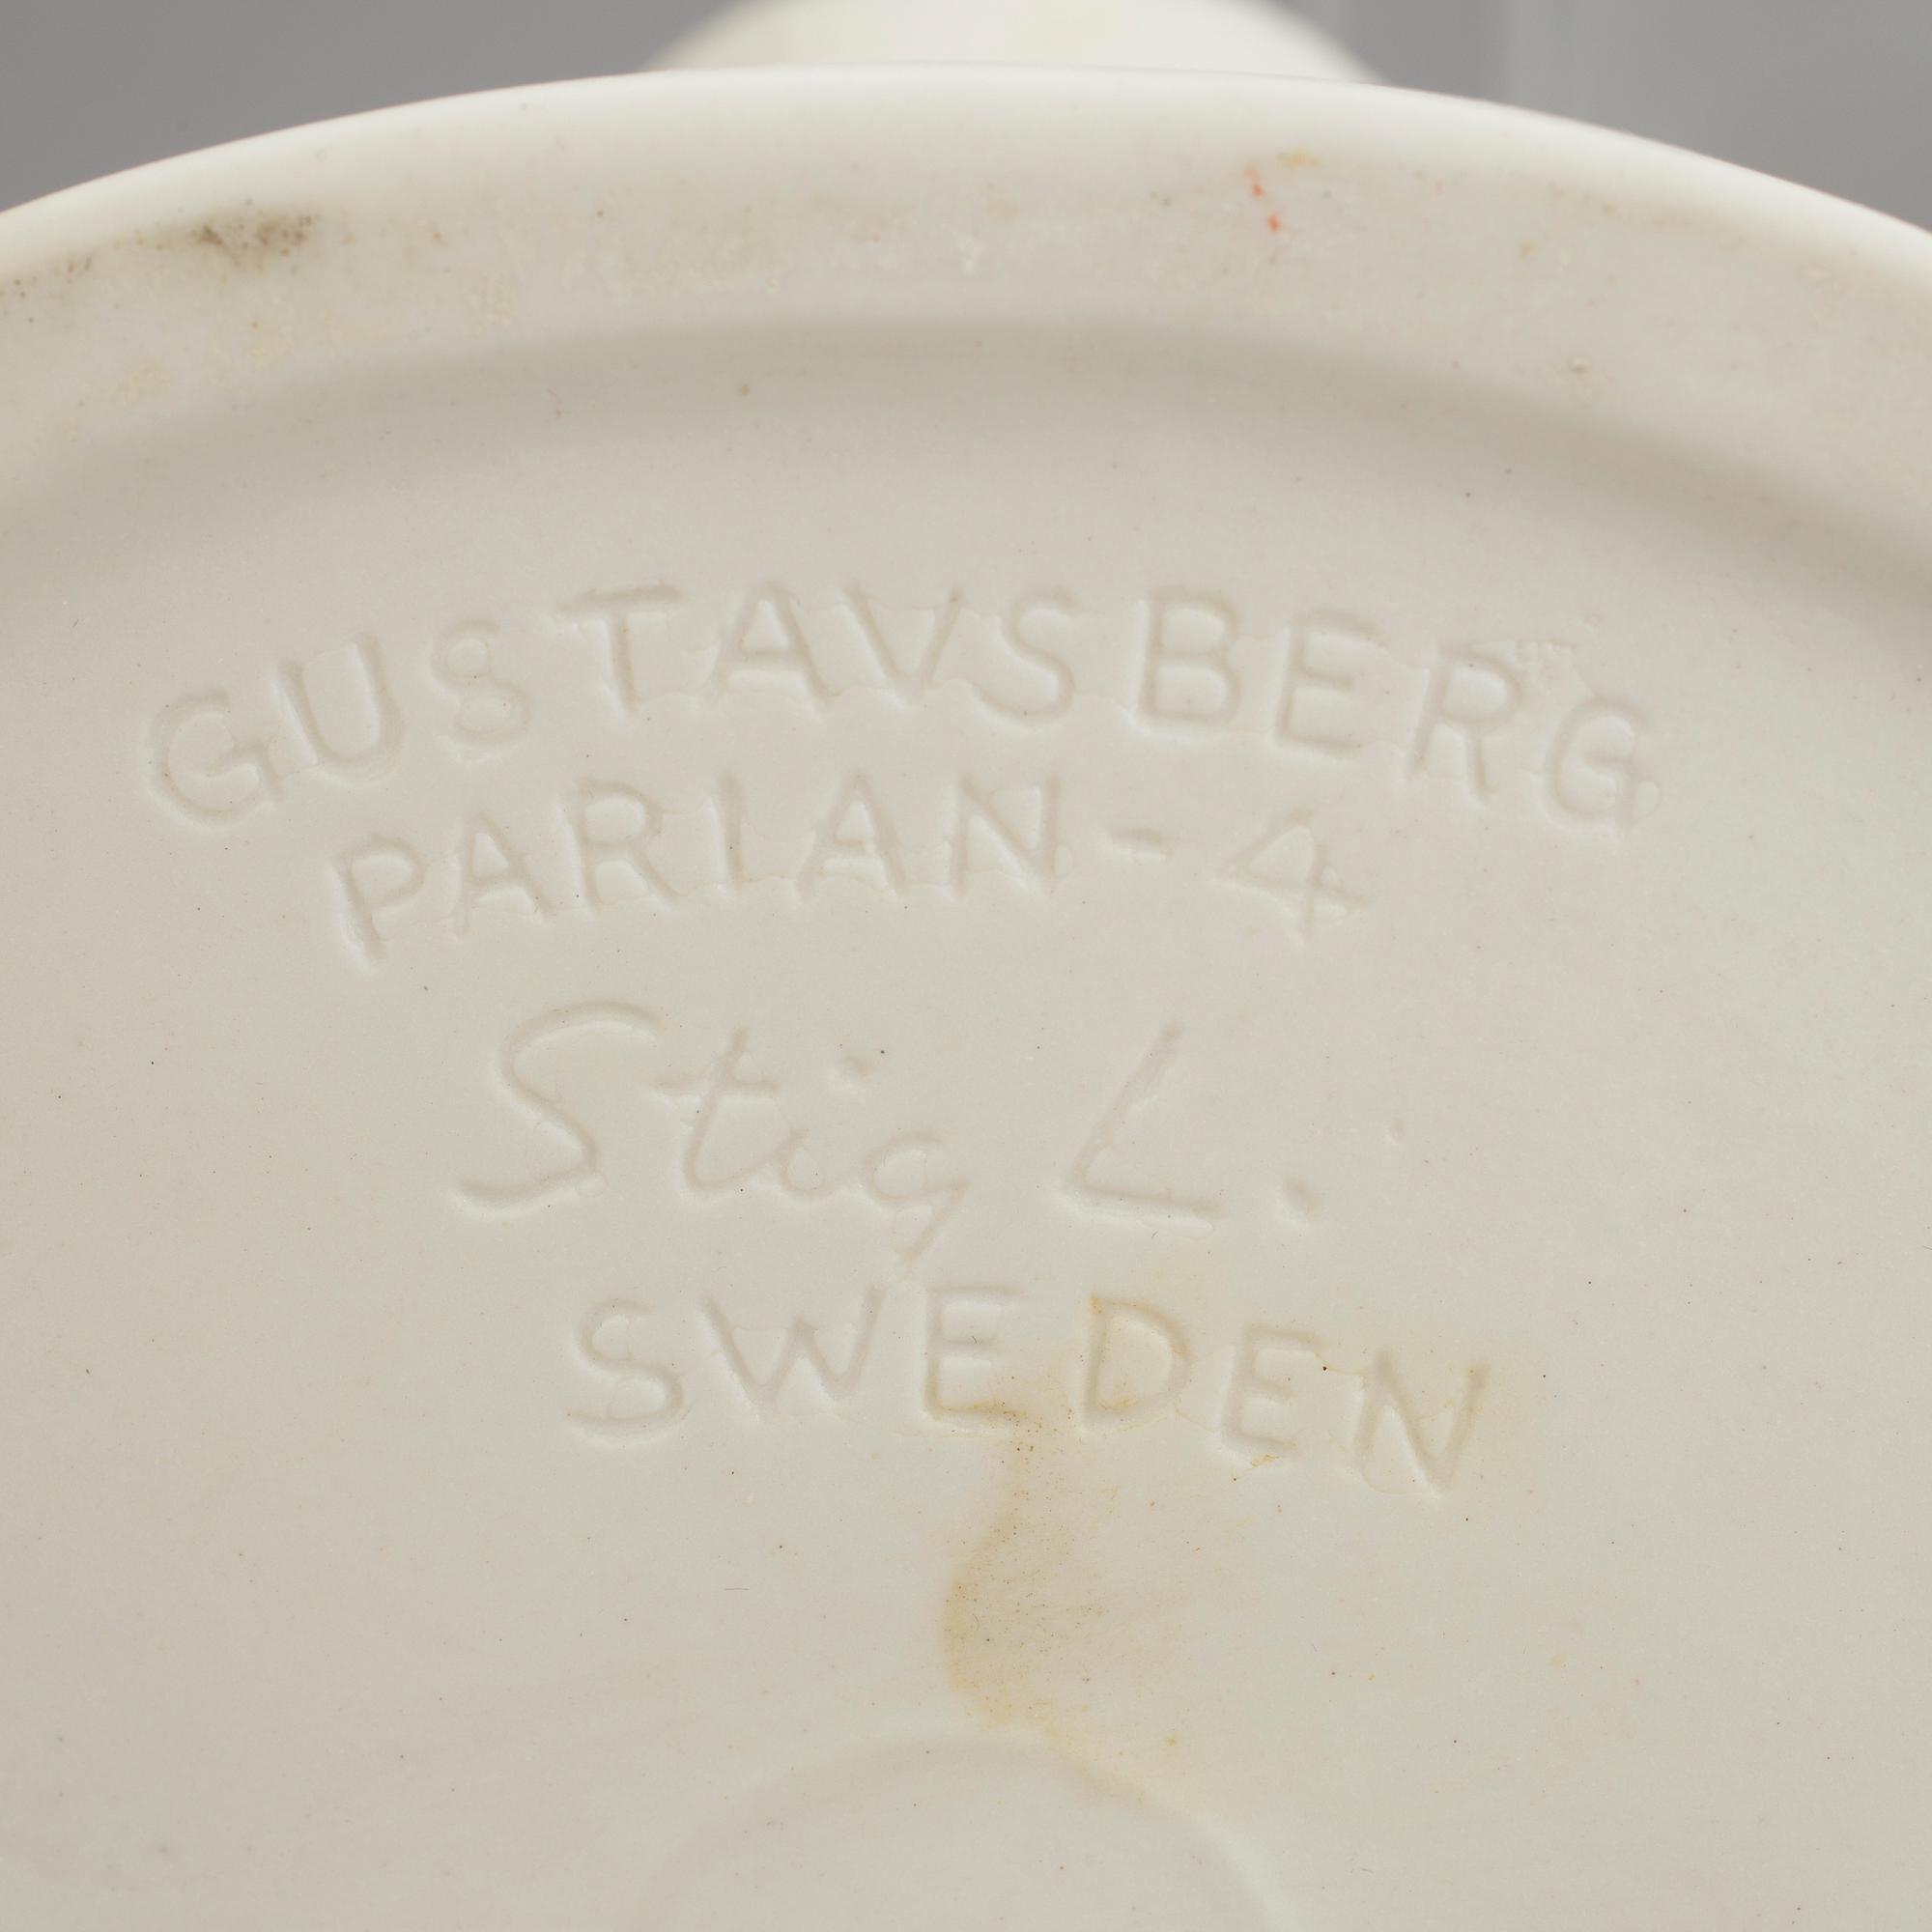 GUSTAVSBERG
PARIAN-4
Stig L.
SWEDEN